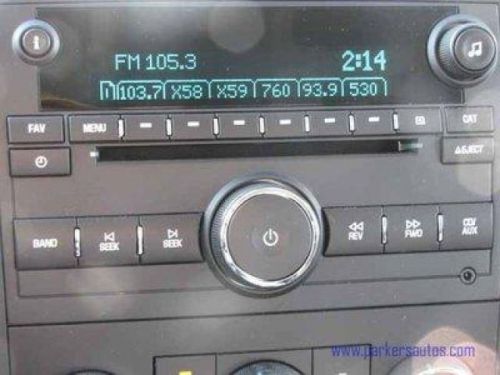 FM 105.3 2:14
103.7 X58 X59 760 93.9 530
FAV MENU CAT
EJECT
BAND SEEK SEEK REV FWD CD/AUX
www.parkersautos.com